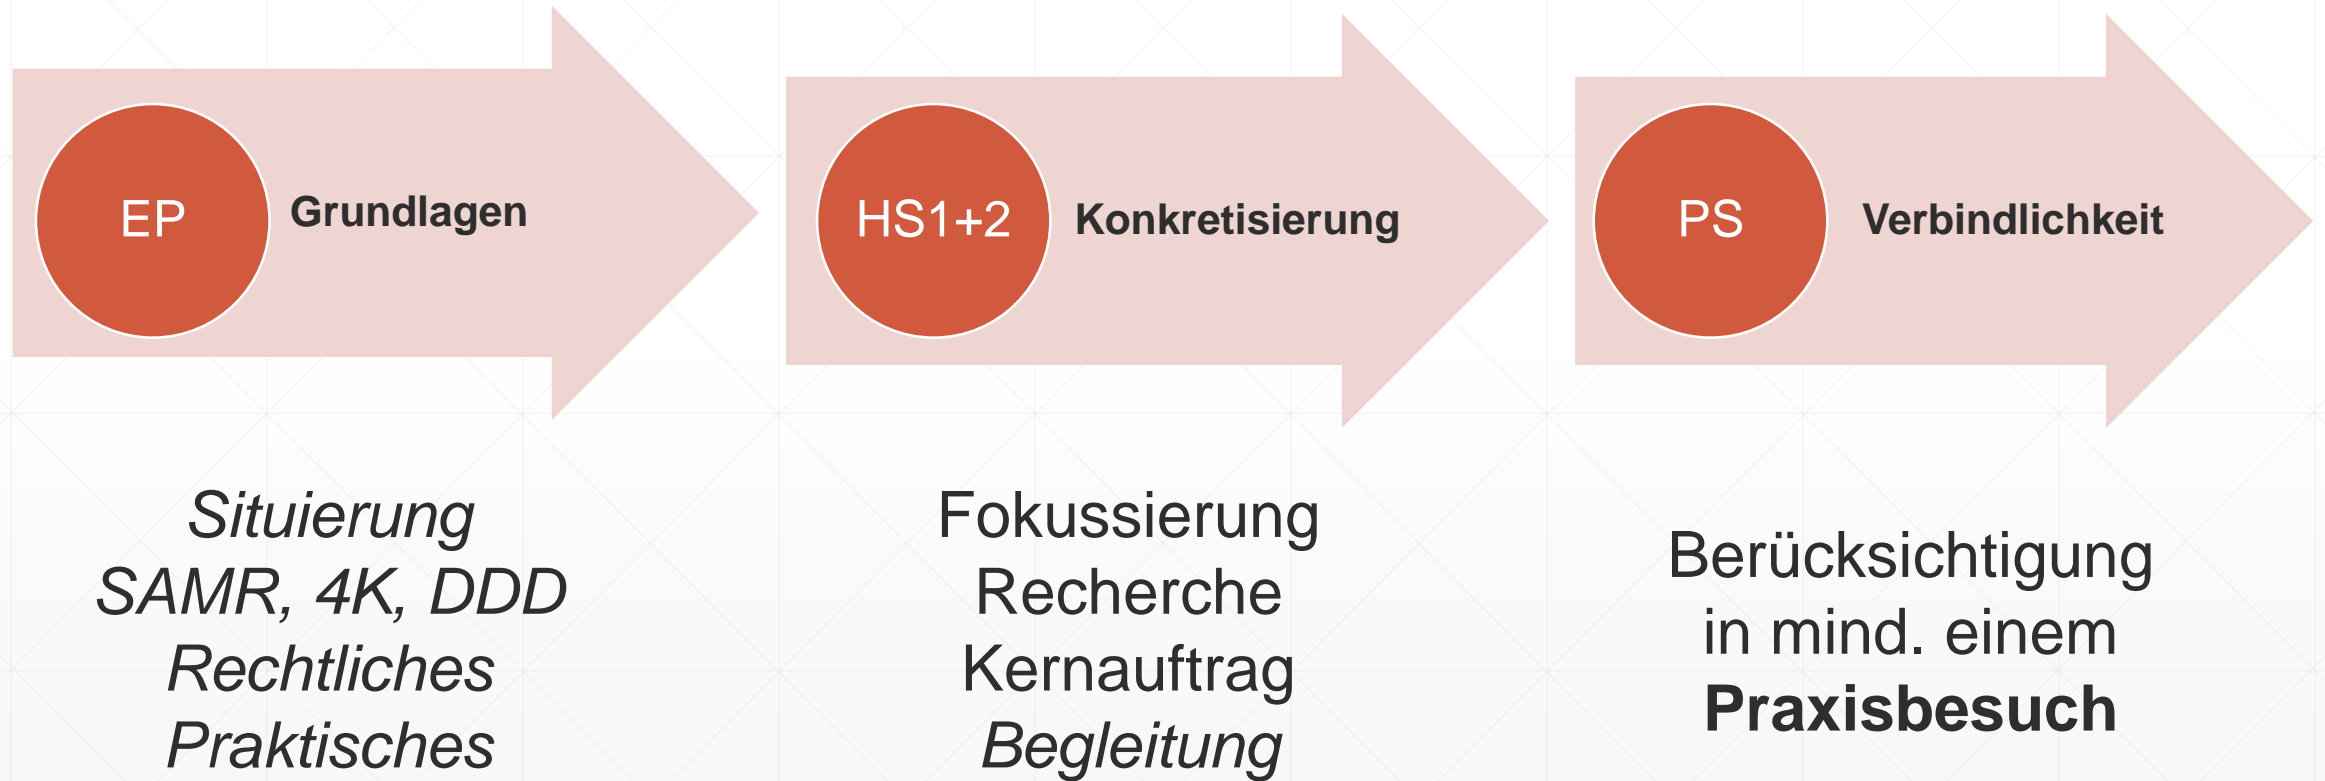 EP
Grundlagen
HS1+2
Konkretisierung
PS
Verbindlichkeit
Situierung
SAMR, 4K, DDD
Rechtliches
Praktisches
Fokussierung
Recherche
Kernauftrag
Begleitung
Berücksichtigung
in mind. einem
Praxisbesuch